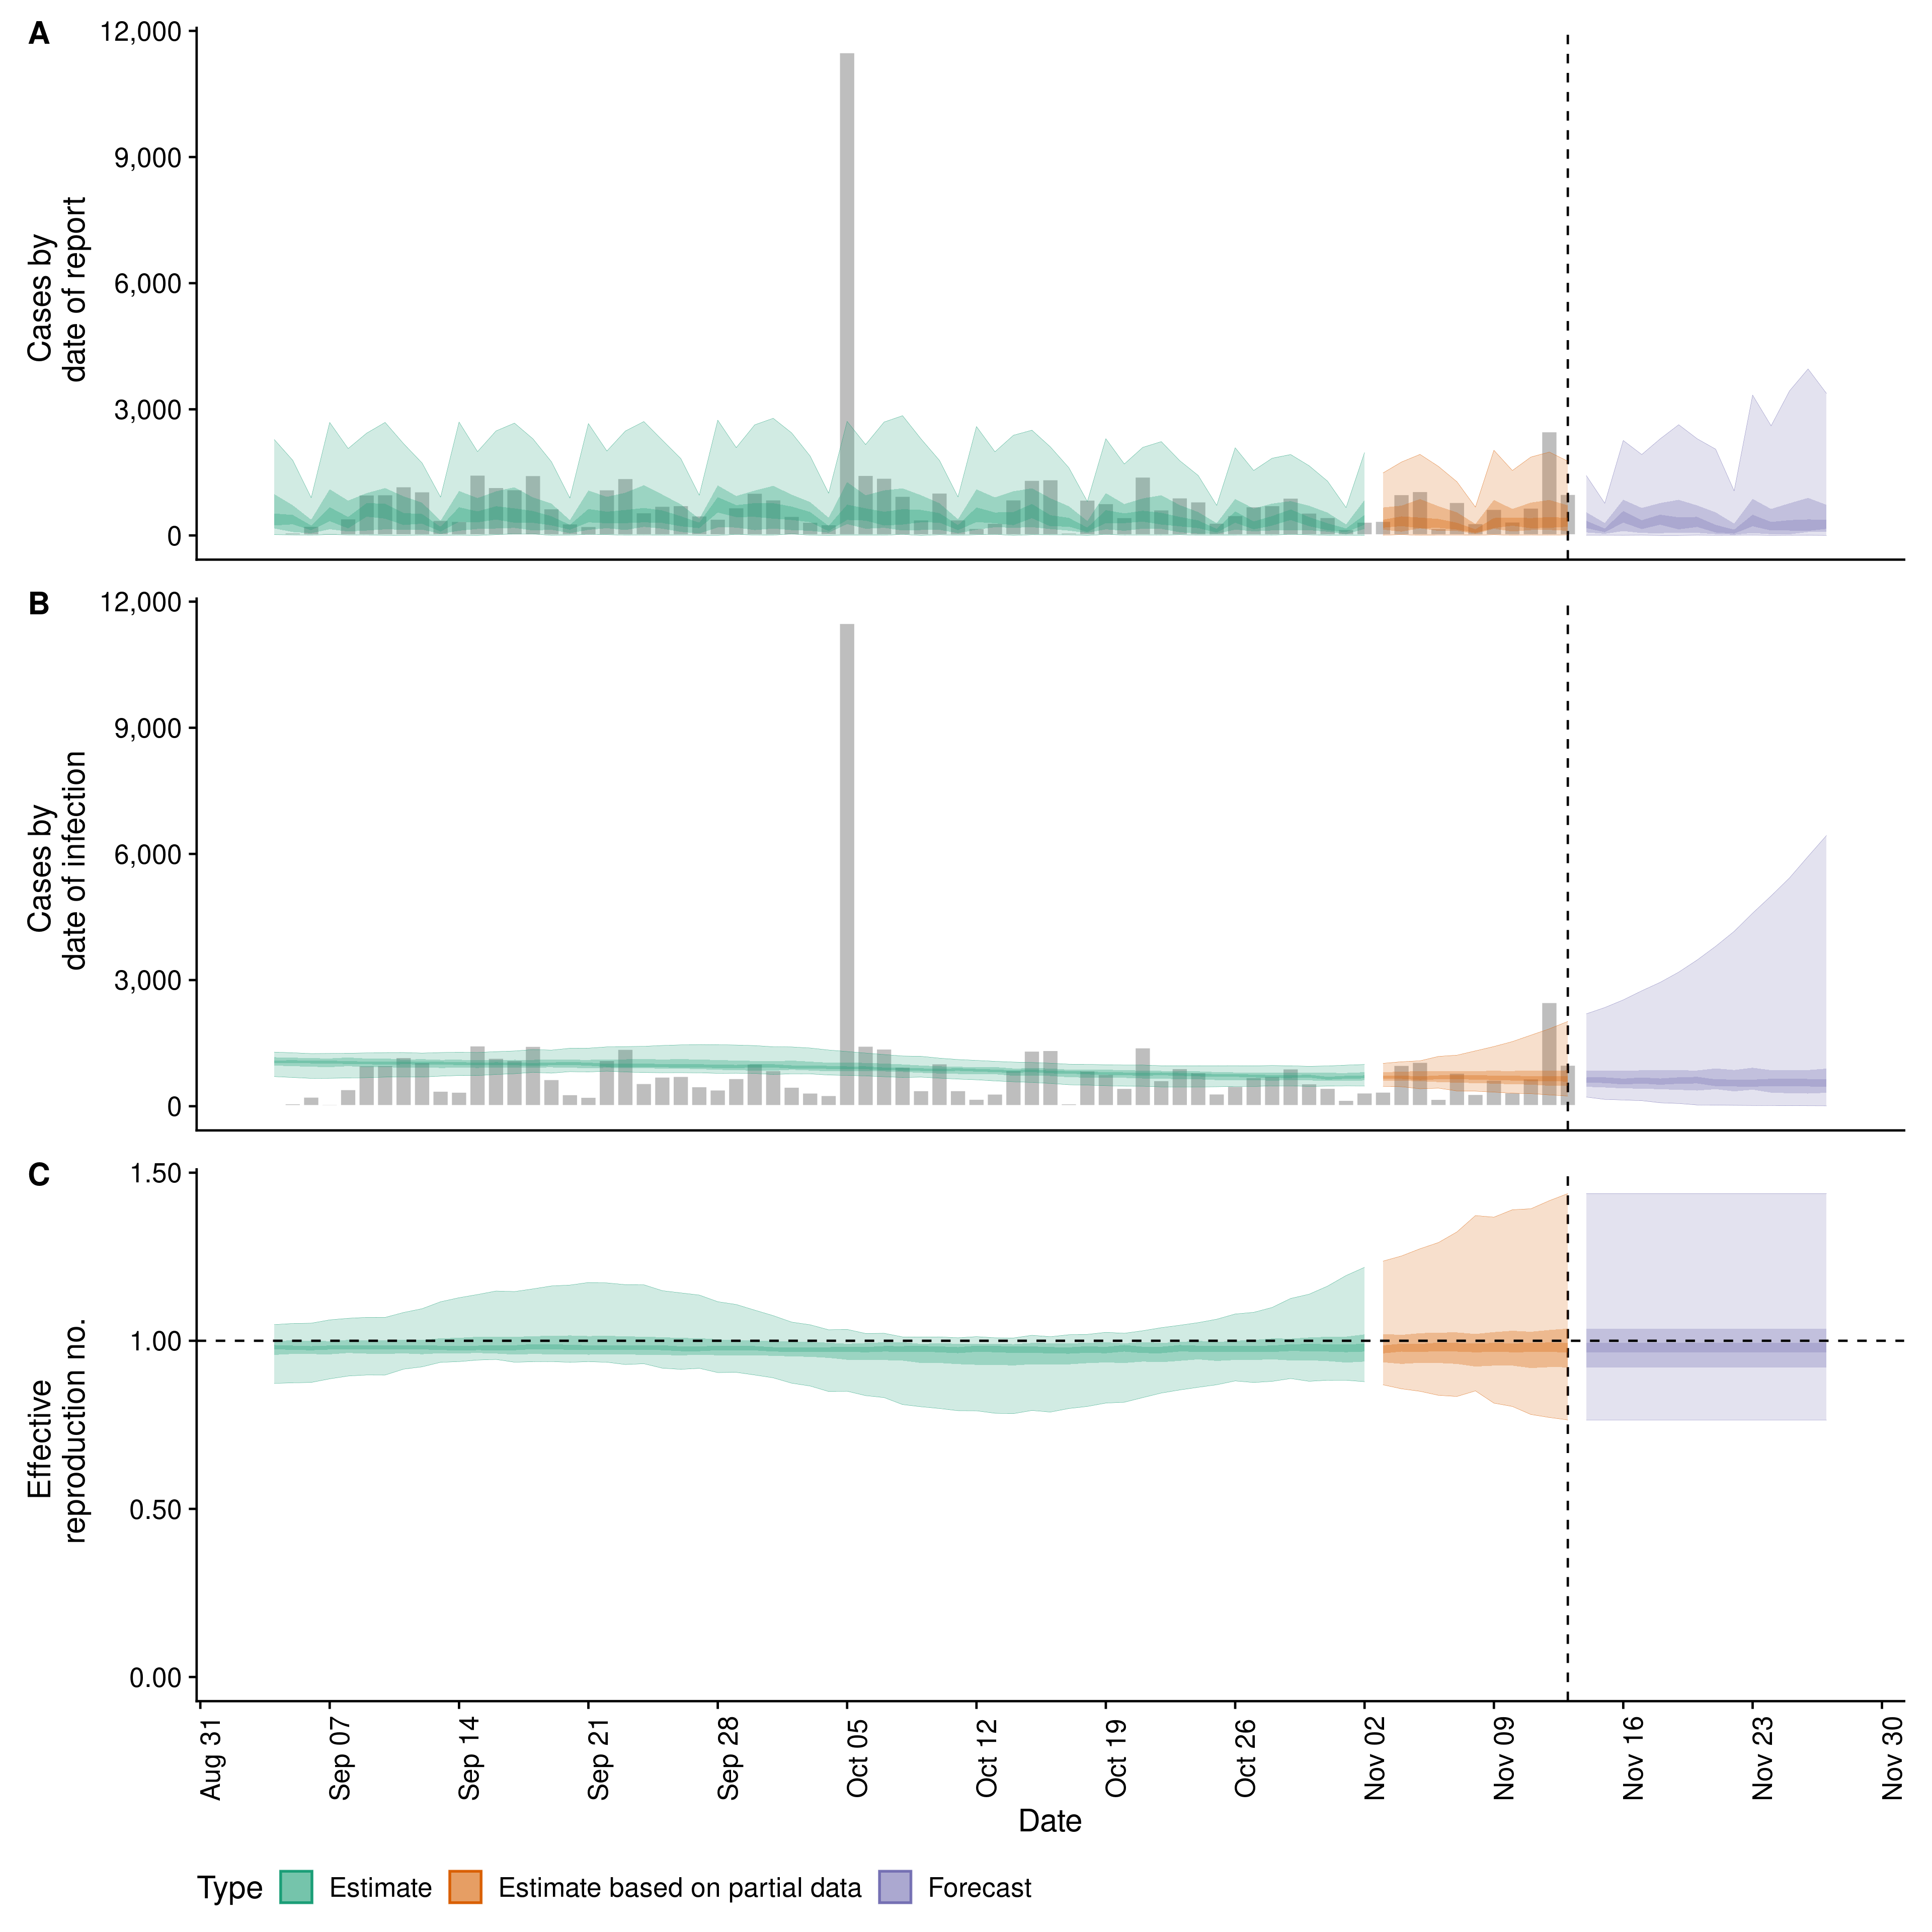 A
12,000
9,000
6,000
3,000
0
Cases by
date of report
B
12,000
9,000
6,000
3,000
0
Cases by
date of infection
C
1.50
1.00
0.50
0.00
Effective
reproduction no.
Aug 31
Sep 07
Sep 14
Sep 21
Sep 28
Oct 05
Oct 12
Oct 19
Oct 26
Nov 02
Nov 09
Nov 16
Nov 23
Nov 30
Date
Type Estimate Estimate based on partial data Forecast